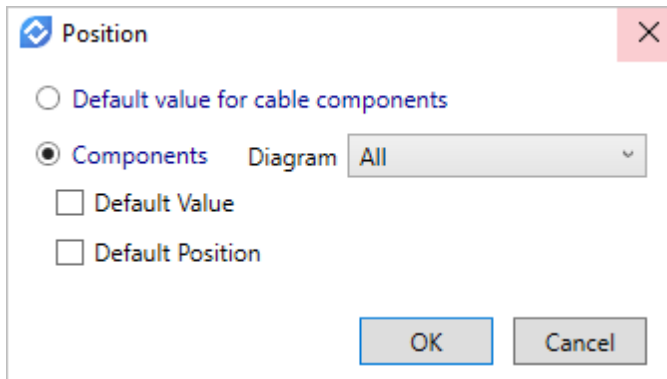 Position
Default value for cable components
Components Diagram All
Default Value
Default Position
OK Cancel